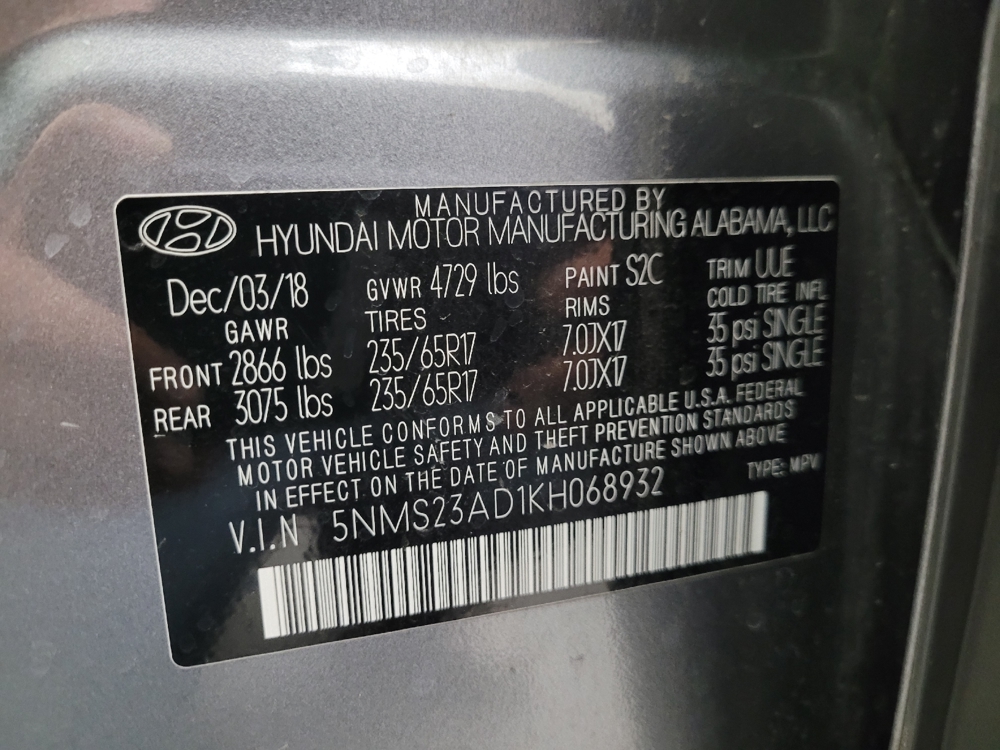 MANUFACTURED BY
HYUNDAI MOTOR MANUFACTURING ALABAMA, LLC
Dec/03/18 GVWR 4729 lbs PAINT S2C TRIM UUE
GAWR TIRES RIMS COLD TIRE INFL
FRONT 2866 lbs 235/65R17 7.0JX17 35 psi SINGLE
REAR 3075 lbs 235/65R17 7.0JX17 35 psi SINGLE
THIS VEHICLE CONFORMS TO ALL APPLICABLE U.S.A. FEDERAL
MOTOR VEHICLE SAFETY AND THEFT PREVENTION STANDARDS
IN EFFECT ON THE DATE OF MANUFACTURE SHOWN ABOVE
V.I.N 5NMS23AD1KH068932 TYPE: MPV